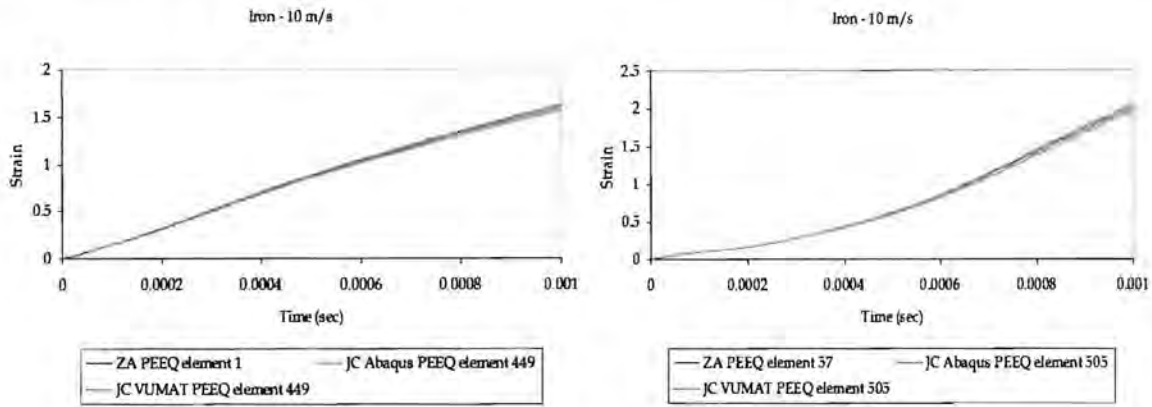 Iron - 10 m/s
2
1.5
1
0.5
0
Strain
0 0.0002 0.0004 0.0006 0.0008 0.001
Time (sec)
ZA PEEQ element 1 JC Abaqus PEEQ element 449
JC VUMAT PEEQ element 449
Iron - 10 m/s
2.5
2
1.5
1
0.5
0
Strain
0 0.0002 0.0004 0.0006 0.0008 0.001
Time (sec)
ZA PEEQ element 57 JC Abaqus PEEQ element 505
JC VUMAT PEEQ element 505